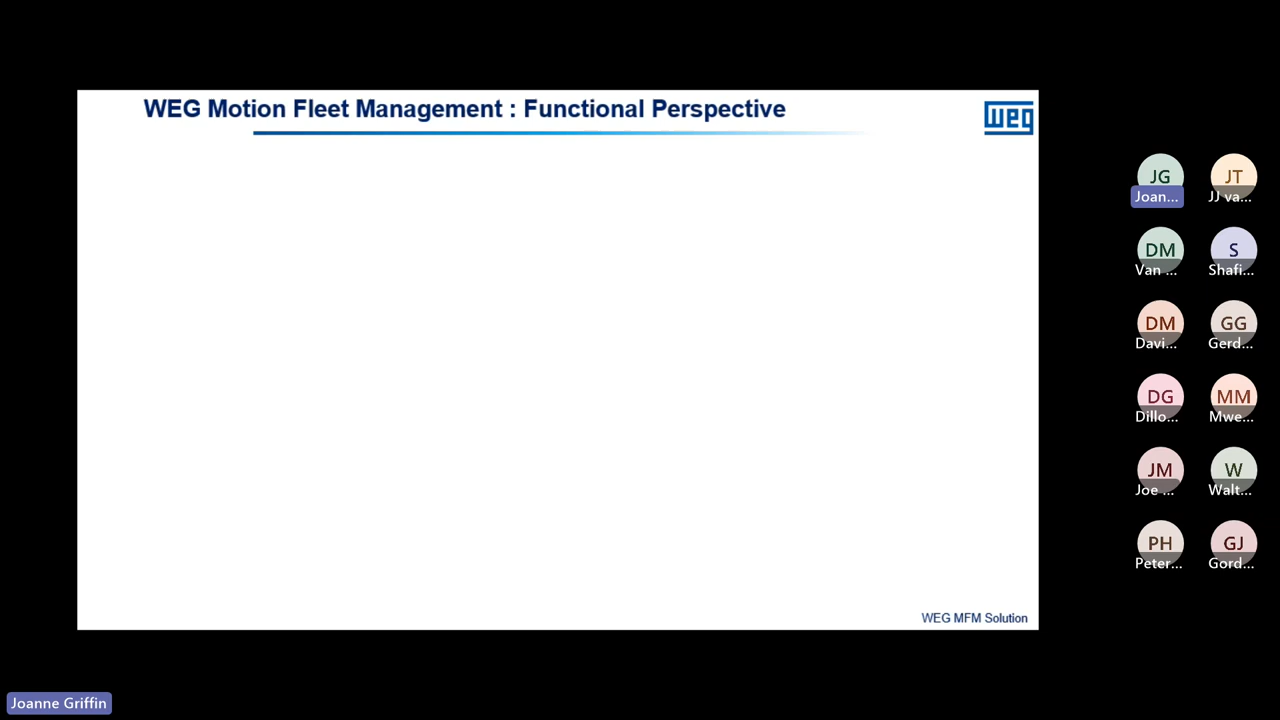 WEG Motion Fleet Management : Functional Perspective
weg
JG
JT
Joan...
JJ va...
DM
S
Van ...
Shafi...
DM
GG
Davi...
Gerd...
DG
MM
Dillo...
Mwe...
JM
W
Joe ...
Walt...
PH
GJ
Peter...
Gord...
WEG MFM Solution
Joanne Griffin